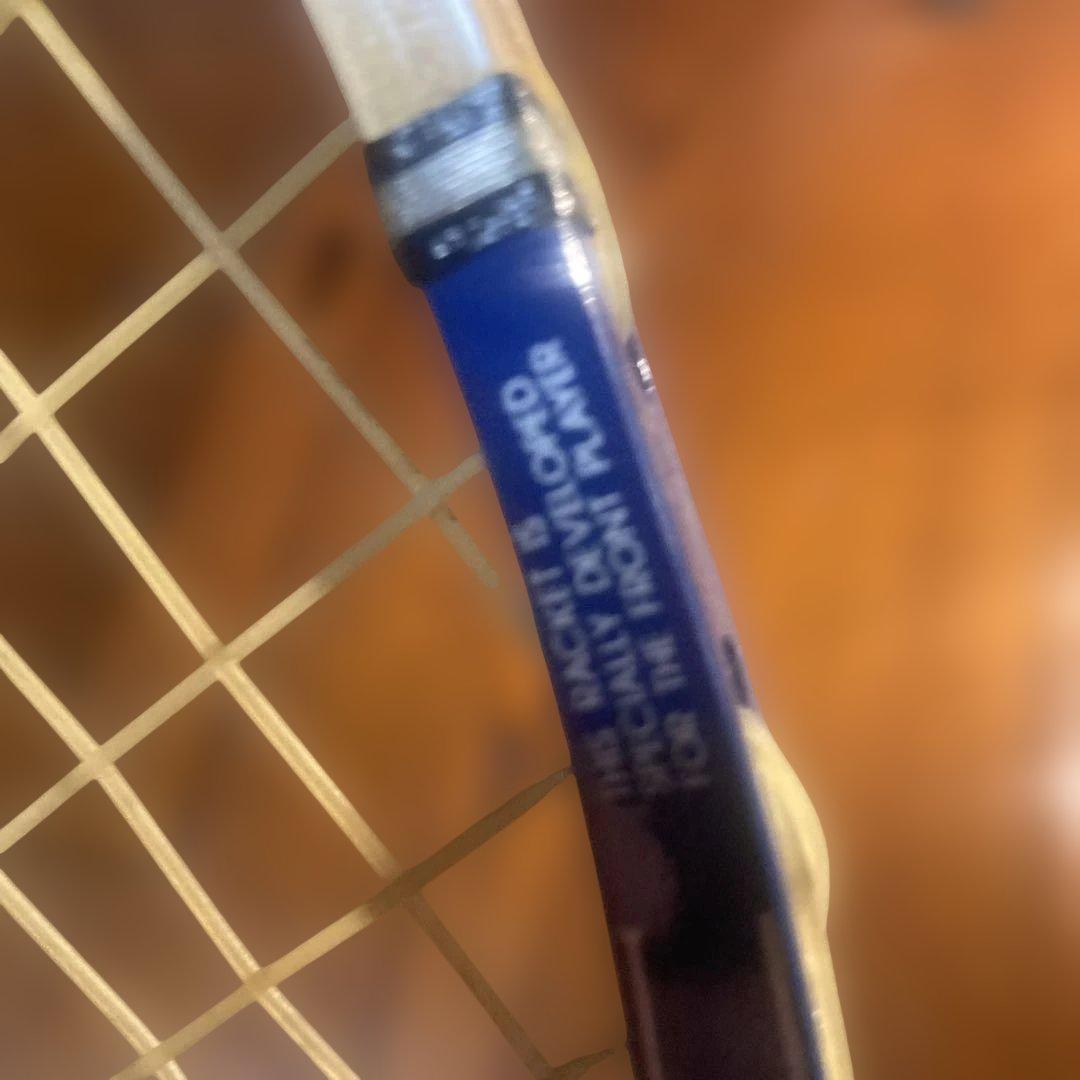 THIS RACKET IS
SPECIALLY DEVELOPED
FOR THE FRONT PLAYER